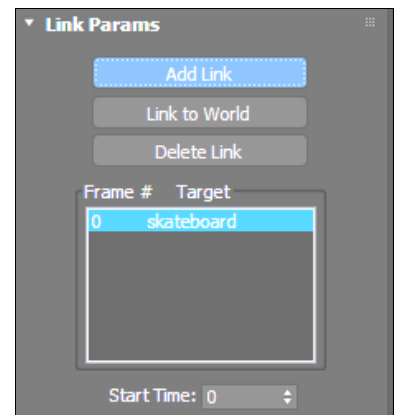 Link Params
Add Link
Link to World
Delete Link
Frame # Target
0 skateboard
Start Time: 0